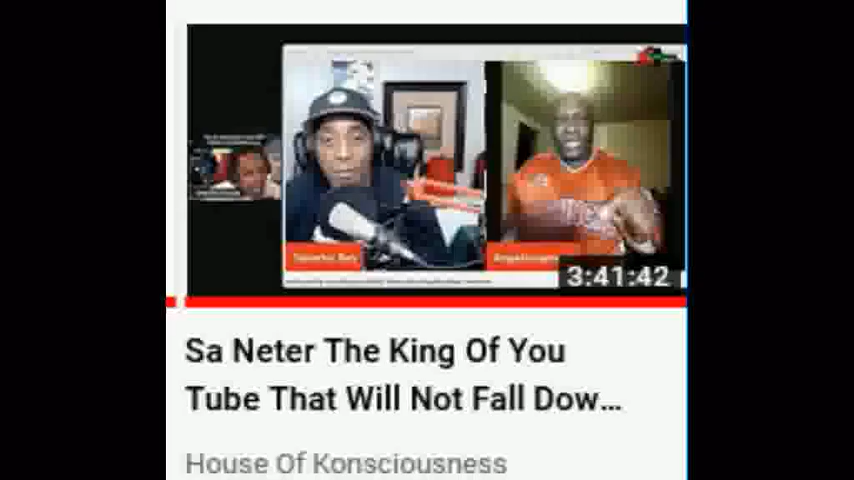 3:41:42
Sa Neter The King Of You
Tube That Will Not Fall Dow...
House Of Konsciousness